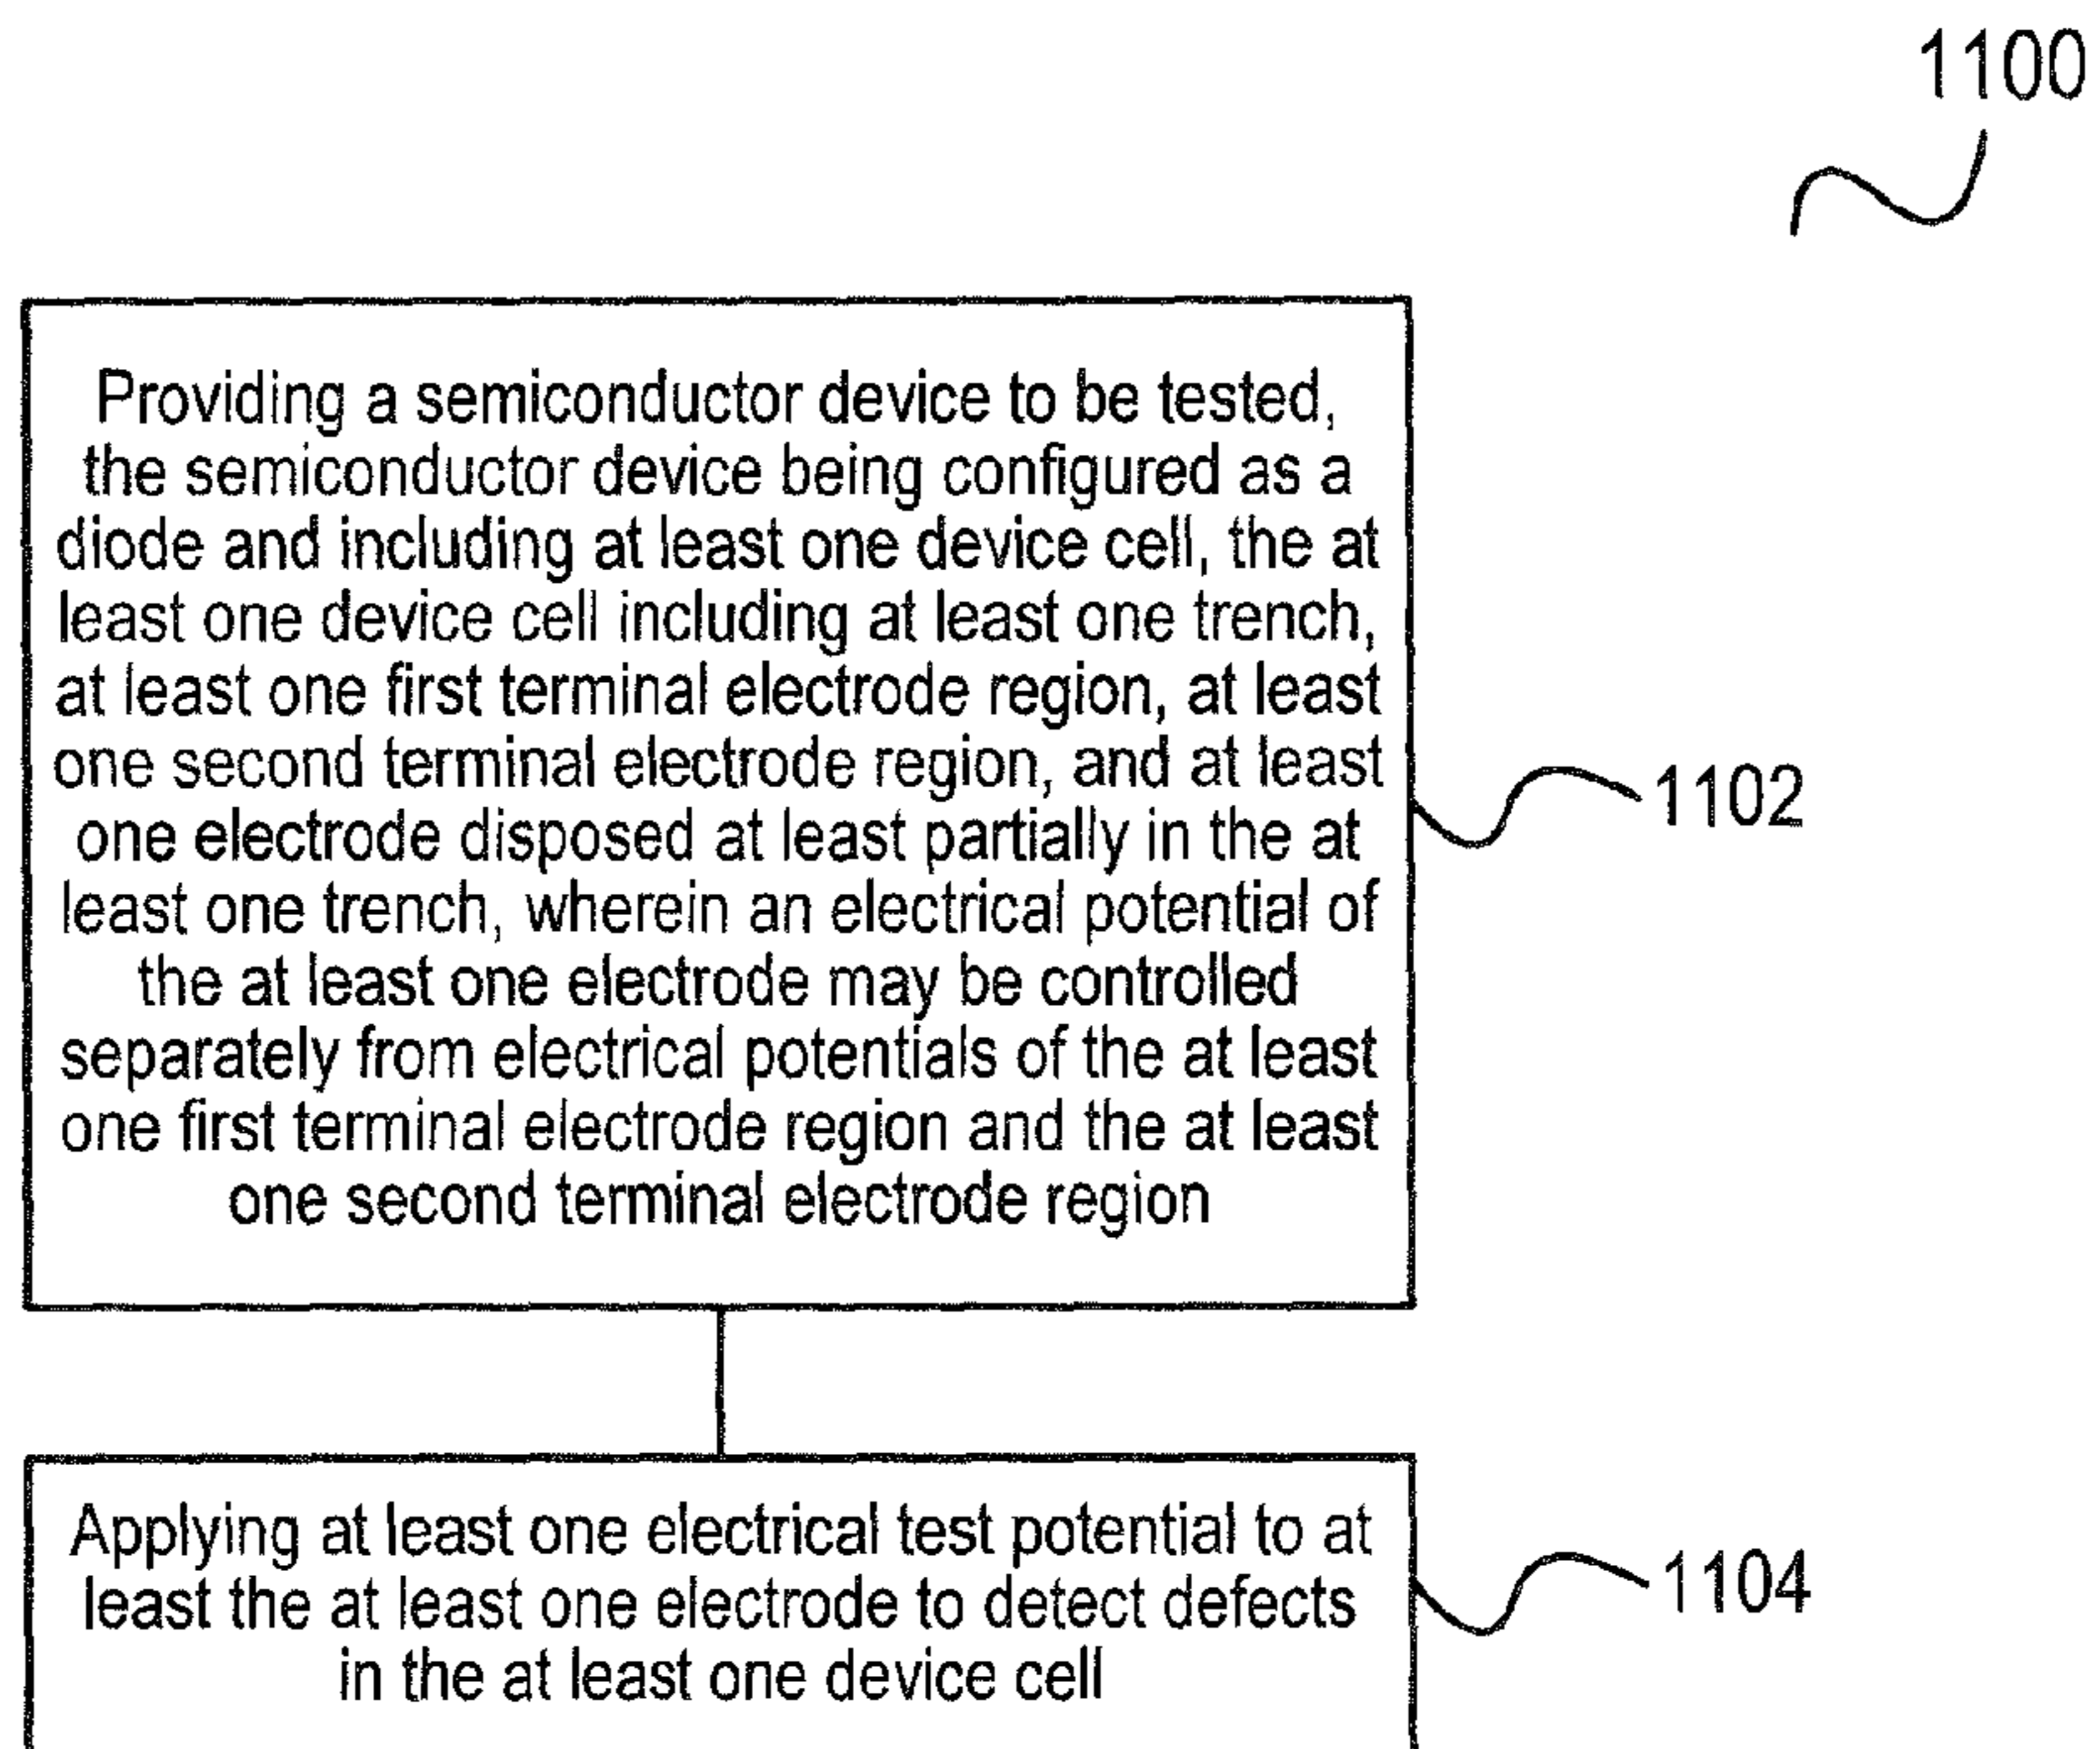 1100
Providing a semiconductor device to be tested,
the semiconductor device being configured as a
diode and including at least one device cell, the at
least one device cell including at least one trench,
at least one first terminal electrode region, at least
one second terminal electrode region, and at least
one electrode disposed at least partially in the at
least one trench, wherein an electrical potential of
the at least one electrode may be controlled
separately from electrical potentials of the at least
one first terminal electrode region and the at least
one second terminal electrode region
1102
Applying at least one electrical test potential to at
least the at least one electrode to detect defects
in the at least one device cell
1104